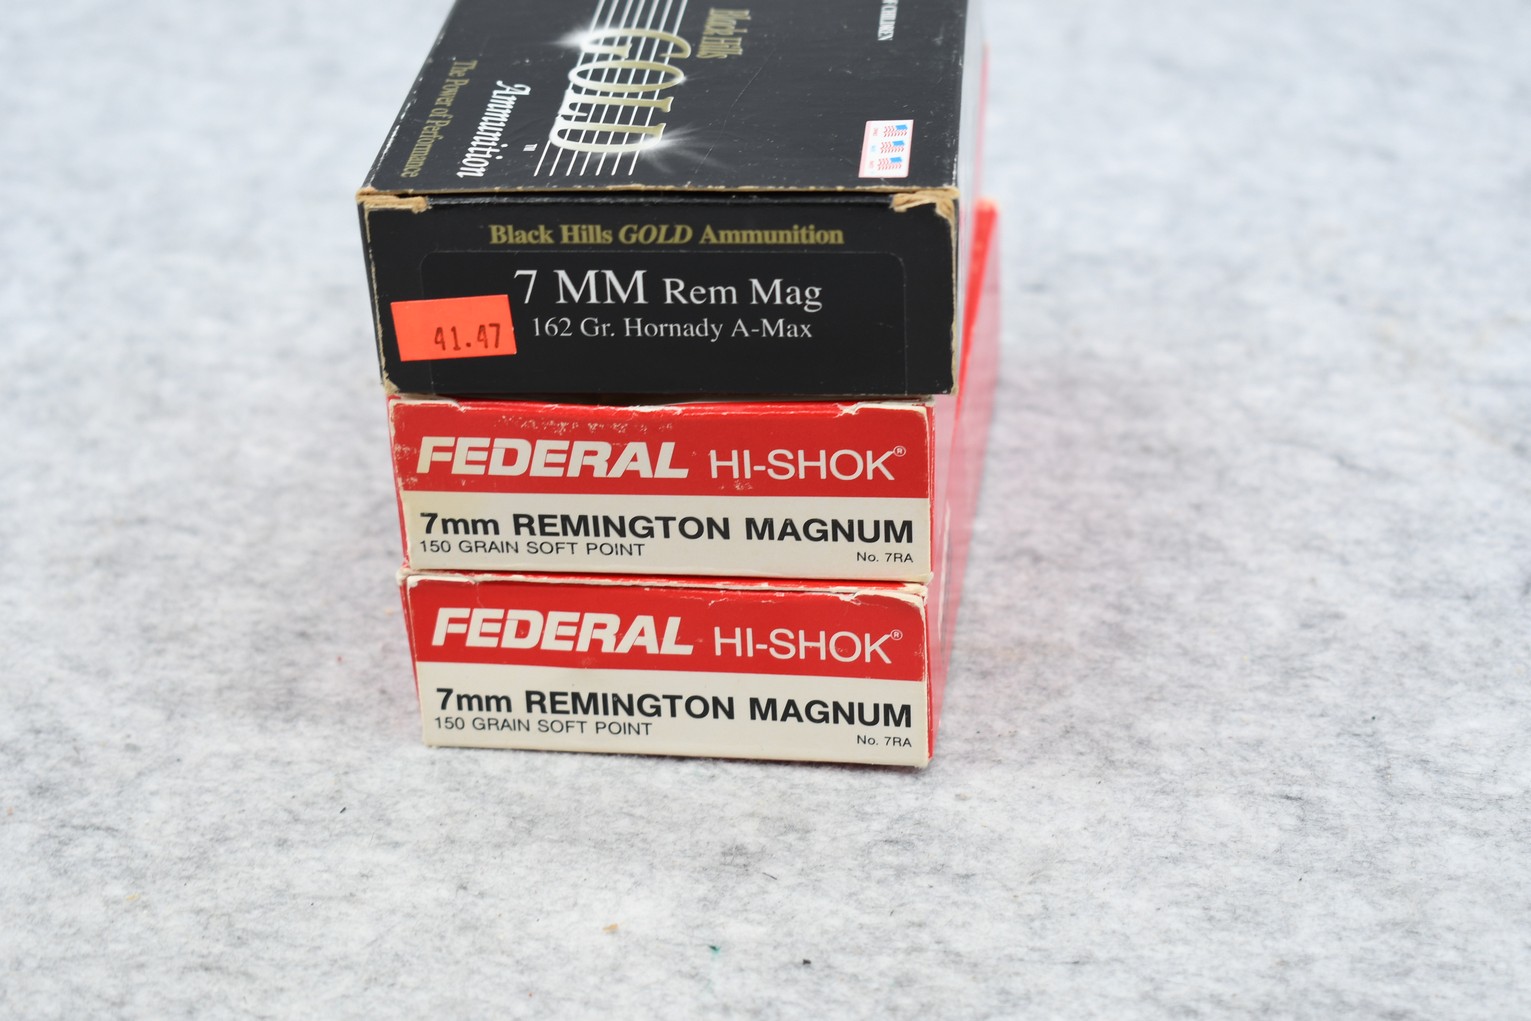 Black Hills
GOLD
Ammunition
TM
The Power of Performance
Black Hills GOLD Ammunition
7 MM Rem Mag
162 Gr. Hornady A-Max
41.47
FEDERAL HI-SHOK®
7mm REMINGTON MAGNUM
150 GRAIN SOFT POINT
No. 7RA
FEDERAL HI-SHOK®
7mm REMINGTON MAGNUM
150 GRAIN SOFT POINT
No. 7RA